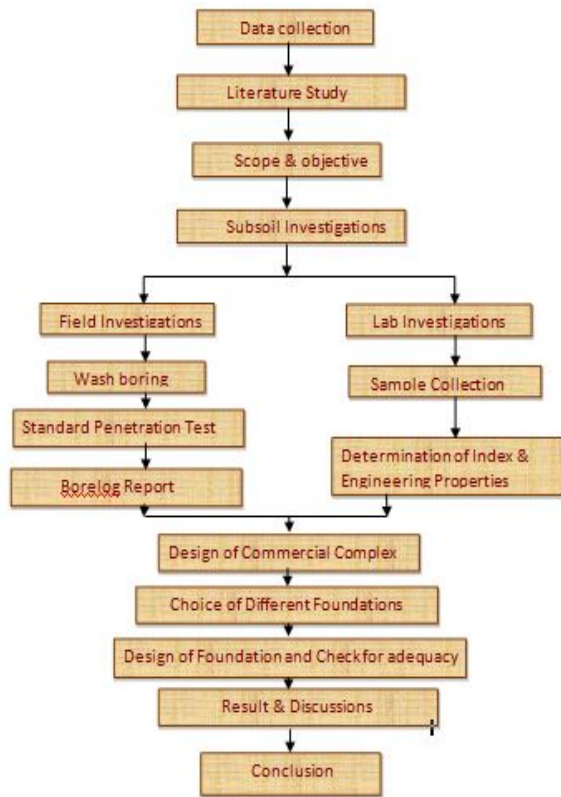 Data collection
Literature Study
Scope & objective
Subsoil Investigations
Field Investigations
Lab Investigations
Wash boring
Sample Collection
Standard Penetration Test
Determination of Index &
Engineering Properties
Borelog Report
Design of Commercial Complex
Choice of Different Foundations
Design of Foundation and Checkfor adequacy
Result & Discussions
Conclusion